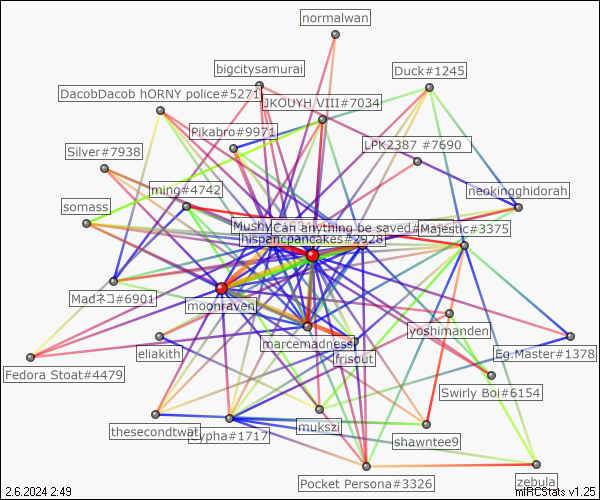 normalwan
bigcitysamurai
Duck#1245
DacobDacob hORNY police#5271
JKOUYH VIII#7034
Pikabro#9971
LPK2387 #7690
Silver#7938
ming#4742
neokingghidorah
somass
Can anything be saved
Majestic#3375
hispancpancakes#2928
Madネコ#6901
moonraven
yoshimanden
marcemadness
eliakith
frisout
Eg.Master#1378
Fedora Stoat#4479
Swirly Boi#6154
mukszi
thesecondtwat
cypha#1717
shawntee9
Pocket Persona#3326
zebula
2.6.2024 2:49
mIRCStats v1.25